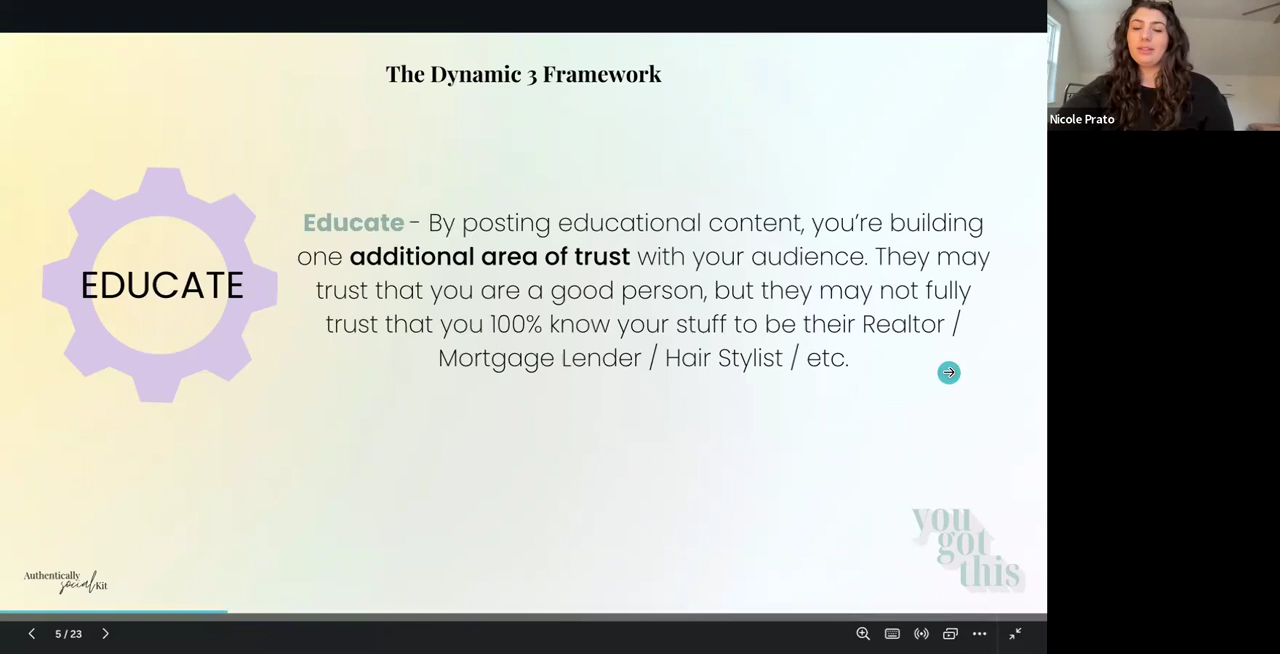 The Dynamic 3 Framework
Nicole Prato
EDUCATE
Educate - By posting educational content, you’re building
one additional area of trust with your audience. They may
trust that you are a good person, but they may not fully
trust that you 100% know your stuff to be their Realtor /
Mortgage Lender / Hair Stylist / etc.
you
got
this
Authentically
social Kit
5 / 23